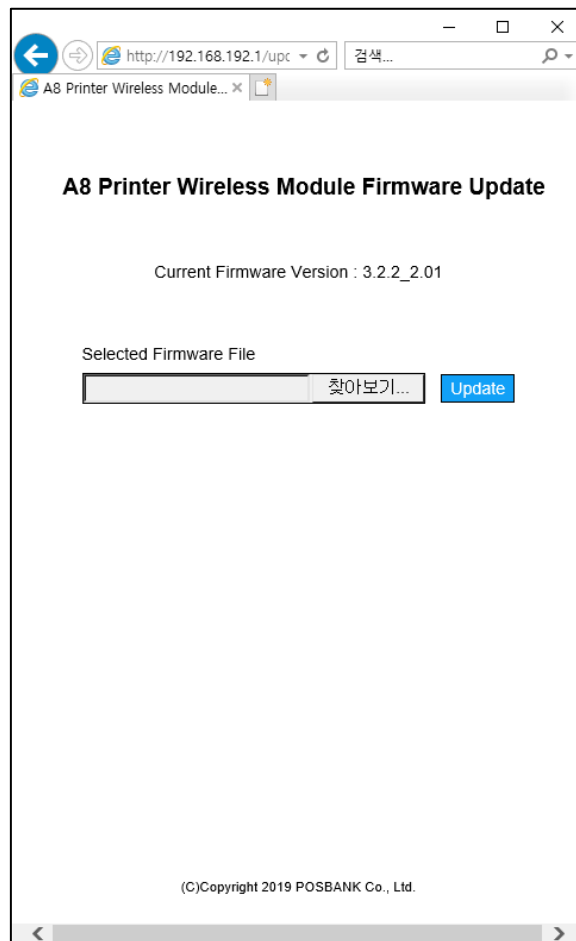 http://192.168.192.1/upc
검색...
A8 Printer Wireless Module...
A8 Printer Wireless Module Firmware Update
Current Firmware Version : 3.2.2_2.01
Selected Firmware File
찾아보기... Update
(C)Copyright 2019 POSBANK Co., Ltd.